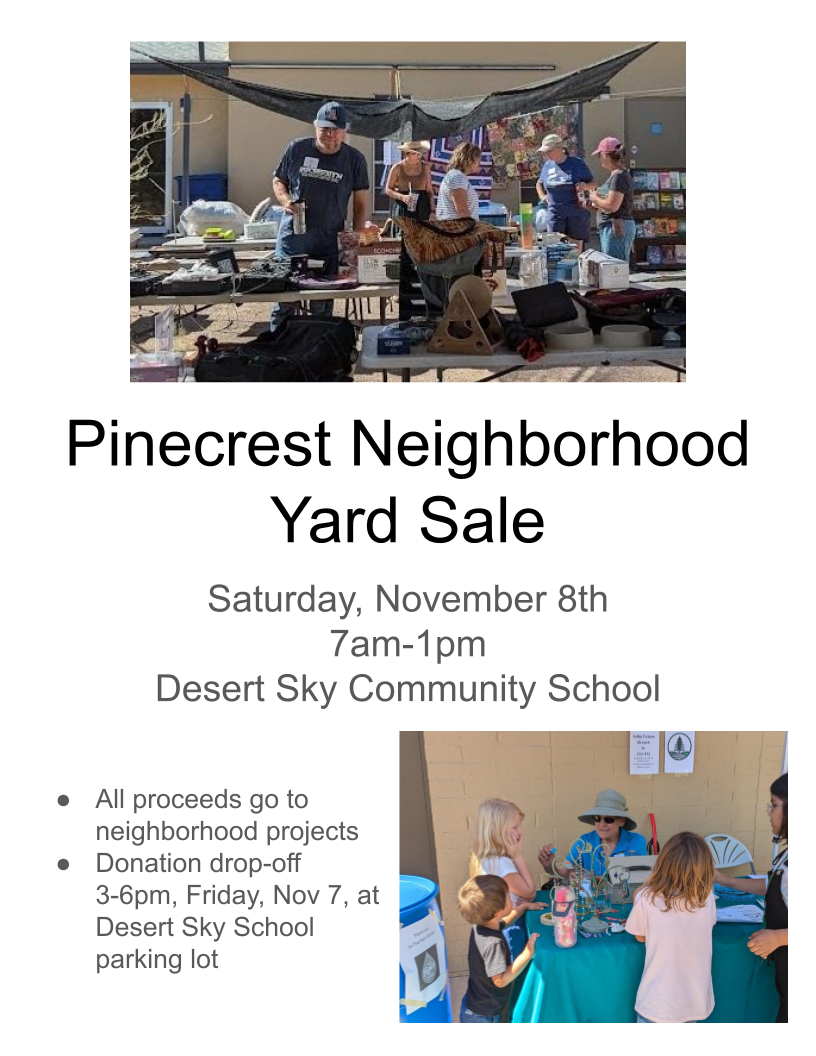 Pinecrest Neighborhood
Yard Sale
Saturday, November 8th
7am-1pm
Desert Sky Community School
● All proceeds go to
neighborhood projects
● Donation drop-off
3-6pm, Friday, Nov 7, at
Desert Sky School
parking lot